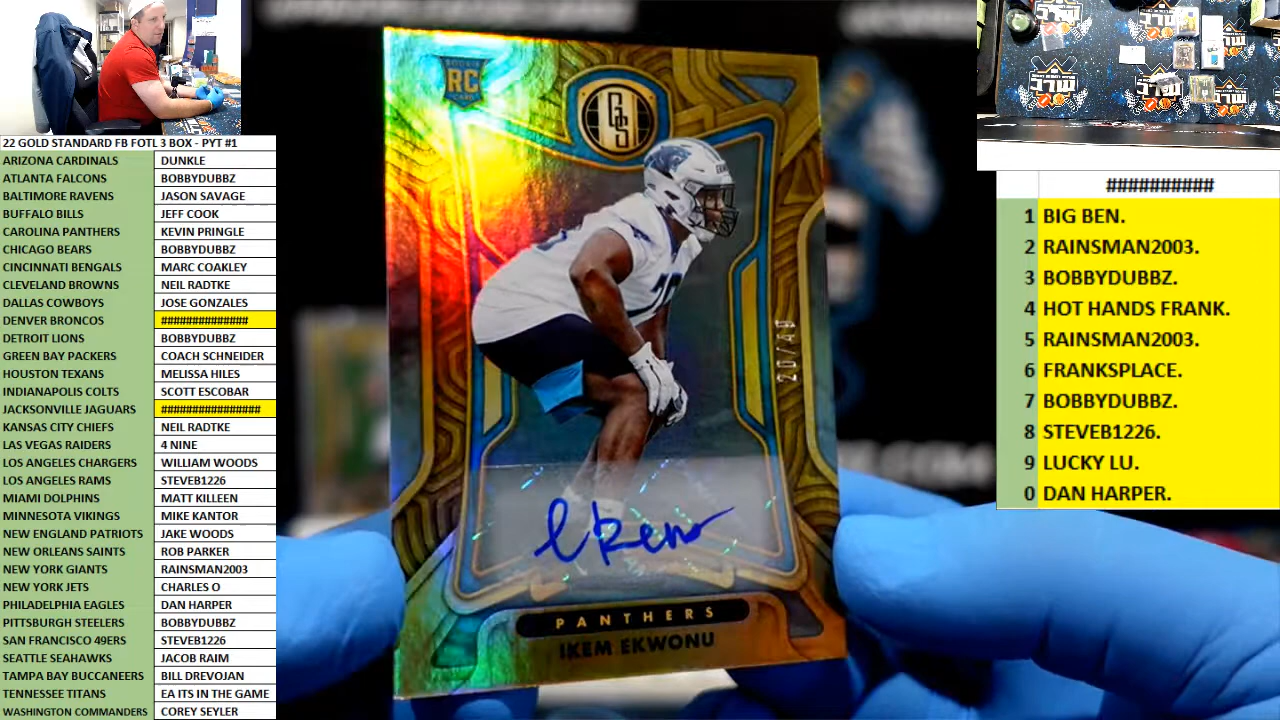 22 GOLD STANDARD FB FOTL 3 BOX - PYT #1
ARIZONA CARDINALS DUNKLE
ATLANTA FALCONS BOBBYDUBBZ
BALTIMORE RAVENS JASON SAVAGE
BUFFALO BILLS JEFF COOK
CAROLINA PANTHERS KEVIN PRINGLE
CHICAGO BEARS BOBBYDUBBZ
CINCINNATI BENGALS MARC COAKLEY
CLEVELAND BROWNS NEIL RADTKE
DALLAS COWBOYS JOSE GONZALES
DENVER BRONCOS ##############
DETROIT LIONS BOBBYDUBBZ
GREEN BAY PACKERS COACH SCHNEIDER
HOUSTON TEXANS MELISSA HILES
INDIANAPOLIS COLTS SCOTT ESCOBAR
JACKSONVILLE JAGUARS ################
KANSAS CITY CHIEFS NEIL RADTKE
LAS VEGAS RAIDERS 4 NINE
LOS ANGELES CHARGERS WILLIAM WOODS
LOS ANGELES RAMS STEVEB1226
MIAMI DOLPHINS MATT KILLEEN
MINNESOTA VIKINGS MIKE KANTOR
NEW ENGLAND PATRIOTS JAKE WOODS
NEW ORLEANS SAINTS ROB PARKER
NEW YORK GIANTS RAINSMAN2003
NEW YORK JETS CHARLES O
PHILADELPHIA EAGLES DAN HARPER
PITTSBURGH STEELERS BOBBYDUBBZ
SAN FRANCISCO 49ERS STEVEB1226
SEATTLE SEAHAWKS JACOB RAIM
TAMPA BAY BUCCANEERS BILL DREVOJAN
TENNESSEE TITANS EA ITS IN THE GAME
WASHINGTON COMMANDERS COREY SEYLER
ROOKIE
RC
CARD
GS
20/49
PANTHERS
IKEM EKWONU
##########
1 BIG BEN.
2 RAINSMAN2003.
3 BOBBYDUBBZ.
4 HOT HANDS FRANK.
5 RAINSMAN2003.
6 FRANKSPLACE.
7 BOBBYDUBBZ.
8 STEVEB1226.
9 LUCKY LU.
0 DAN HARPER.